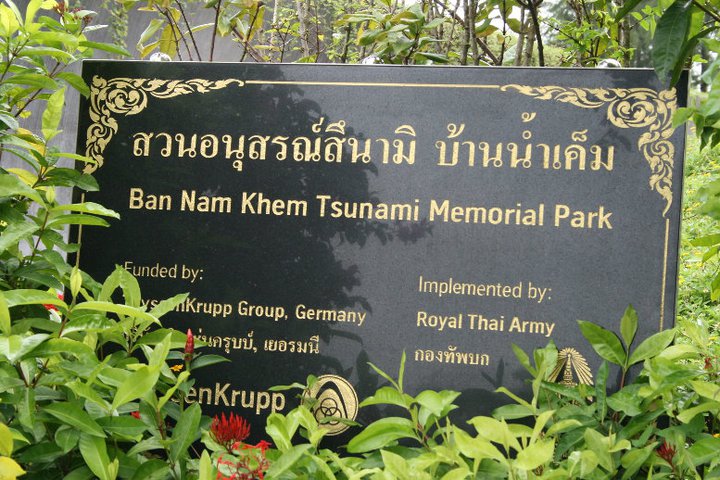 สวนอนุสรณ์สึนามิ บ้านน้ำเค็ม
Ban Nam Khem Tsunami Memorial Park
Funded by:
Implemented by:
Group, Germany
Royal Thai Army
เยอรมนี
กองทัพบก
enKrupp